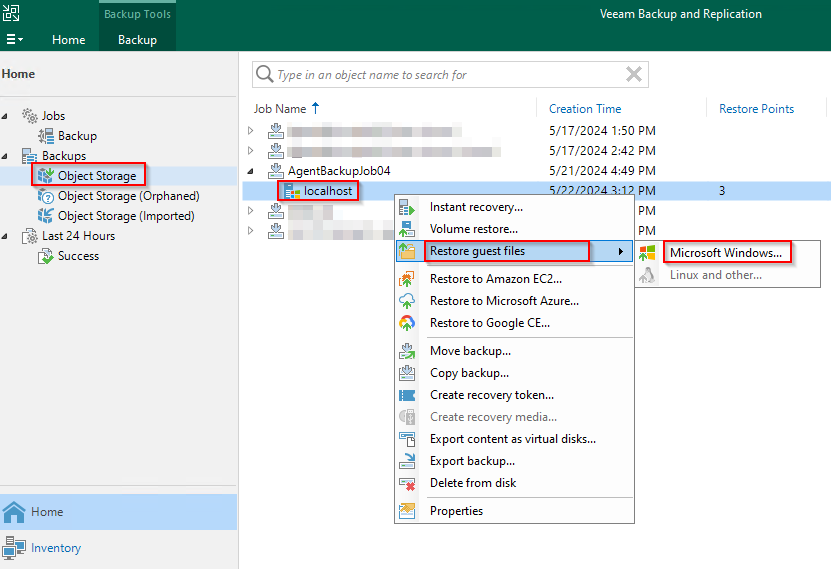 Backup Tools
Veeam Backup and Replication
Home
Backup
Home
Type in an object name to search for
Jobs
Backup
Backups
Object Storage
Object Storage (Orphaned)
Object Storage (Imported)
Last 24 Hours
Success
Job Name Creation Time Restore Points
5/17/2024 1:50 PM
5/17/2024 2:42 PM
AgentBackupJob04 5/21/2024 4:49 PM
localhost 5/22/2024 3:12 PM 3
PM
PM
Instant recovery...
Volume restore...
Restore guest files
Microsoft Windows...
Linux and other...
Restore to Amazon EC2...
Restore to Microsoft Azure...
Restore to Google CE...
Move backup...
Copy backup...
Create recovery token...
Create recovery media...
Export content as virtual disks...
Export backup...
Delete from disk
Properties
Home
Inventory